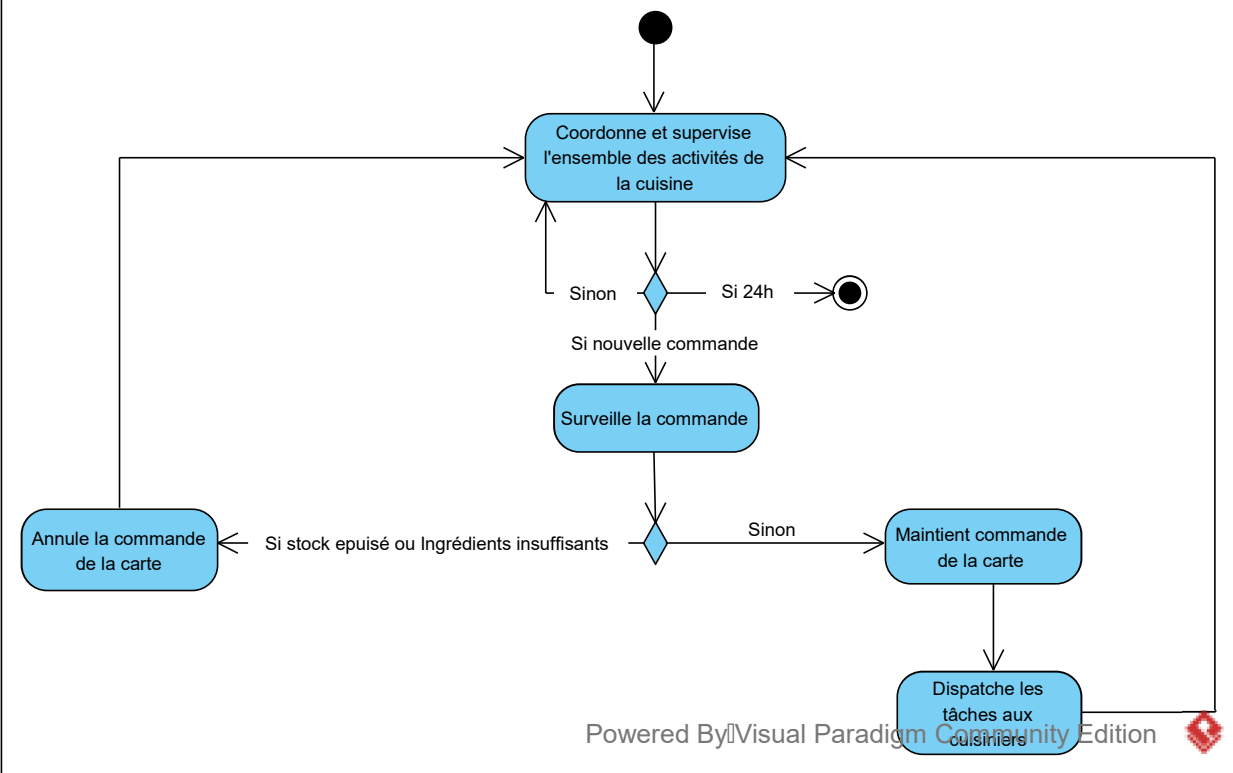 Coordonne et supervise
l'ensemble des activités de
la cuisine
Sinon
Si 24h
Si nouvelle commande
Surveille la commande
Annule la commande
de la carte
Si stock epuisé ou Ingrédients insuffisants
Sinon
Maintient commande
de la carte
Dispatche les
tâches aux
cuisiniers
Powered By Visual Paradigm Community Edition